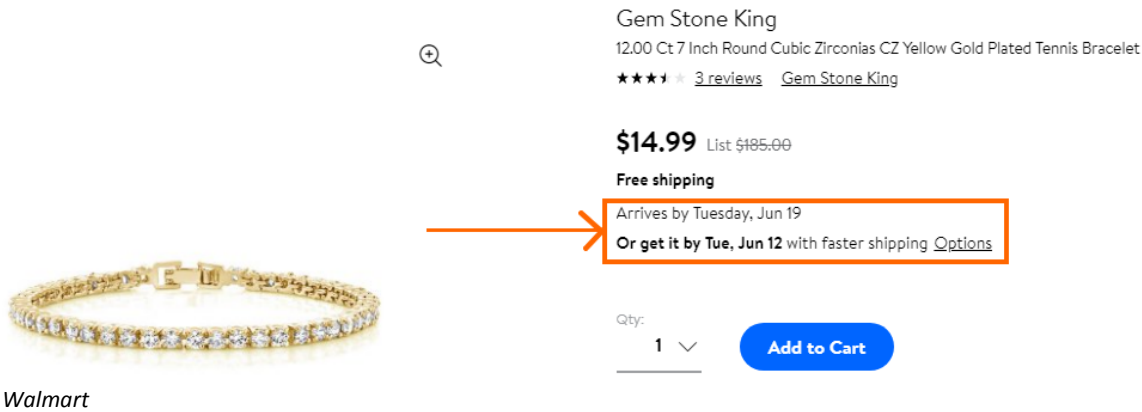 Gem Stone King
12.00 Ct 7 Inch Round Cubic Zirconias CZ Yellow Gold Plated Tennis Bracelet
3 reviews Gem Stone King
$14.99 List $185.00
Free shipping
Arrives by Tuesday, Jun 19
Or get it by Tue, Jun 12 with faster shipping Options
Qty:
1
Add to Cart
Walmart